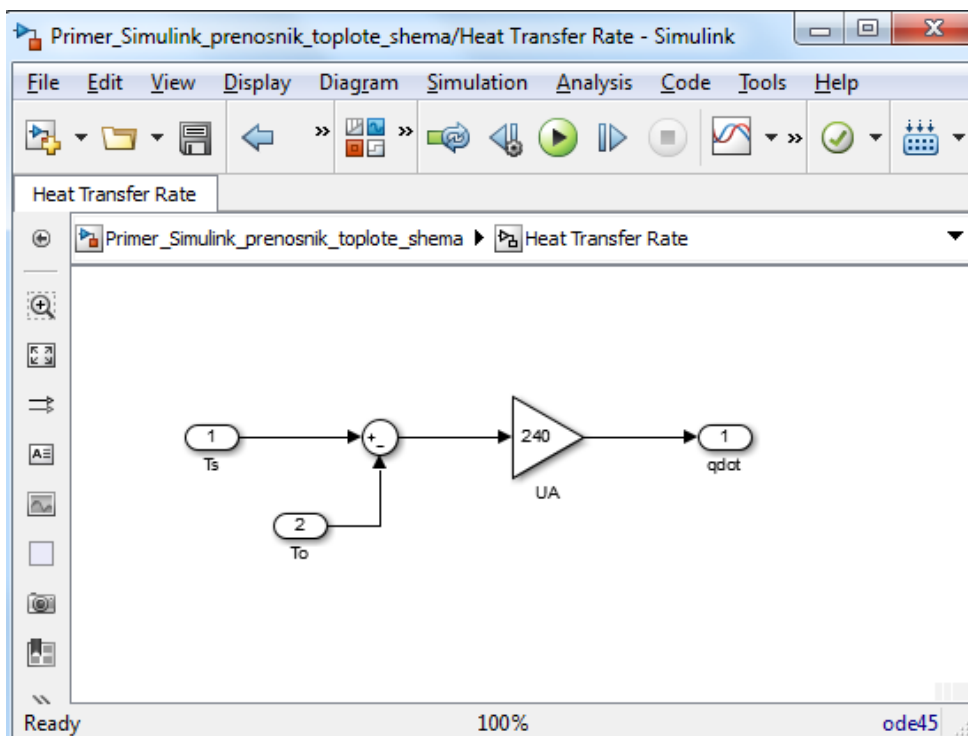 Primer_Simulink_prenosnik_toplote_shema/Heat Transfer Rate - Simulink
File Edit View Display Diagram Simulation Analysis Code Tools Help
Heat Transfer Rate
Primer_Simulink_prenosnik_toplote_shema Heat Transfer Rate
1
Ts
+
-
2
To
240
UA
1
qdot
Ready 100% ode45